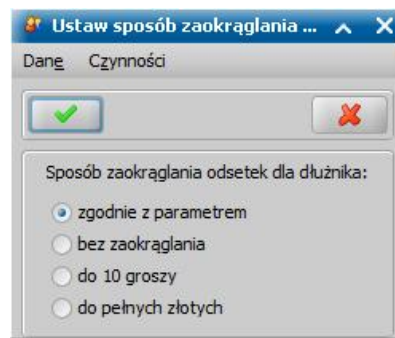 Ustaw sposób zaokrąglania ...
Dane Czynności
Sposób zaokrąglania odsetek dla dłużnika:
zgodnie z parametrem
bez zaokrąglania
do 10 groszy
do pełnych złotych